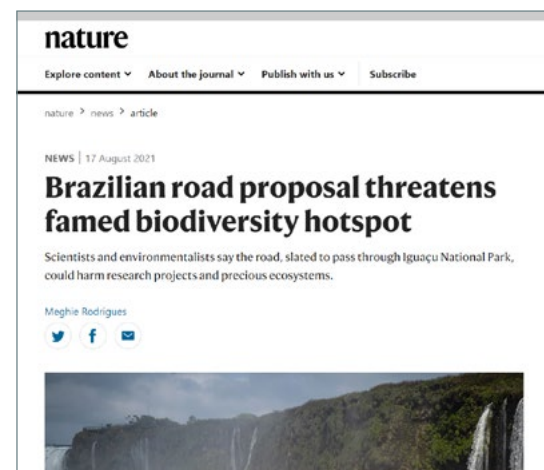 nature
Explore content About the journal Publish with us Subscribe
nature > news > article
NEWS | 17 August 2021
Brazilian road proposal threatens
famed biodiversity hotspot
Scientists and environmentalists say the road, slated to pass through Iguaçu National Park,
could harm research projects and precious ecosystems.
Meghie Rodrigues